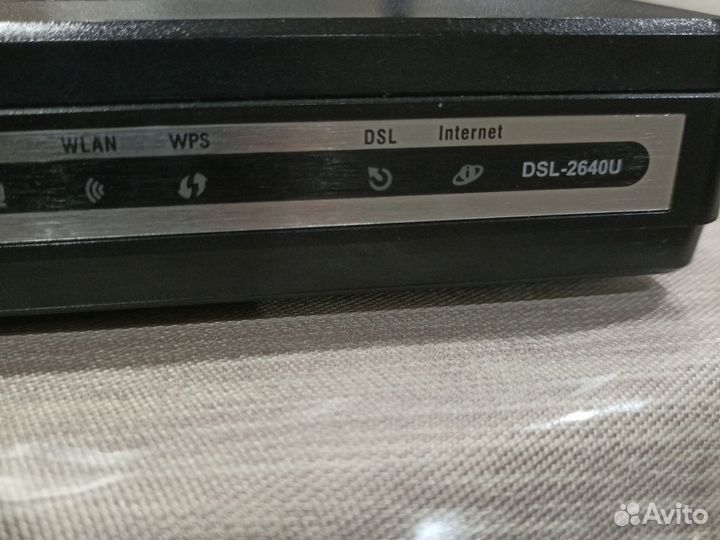 WLAN WPS DSL Internet
DSL-2640U
Avito